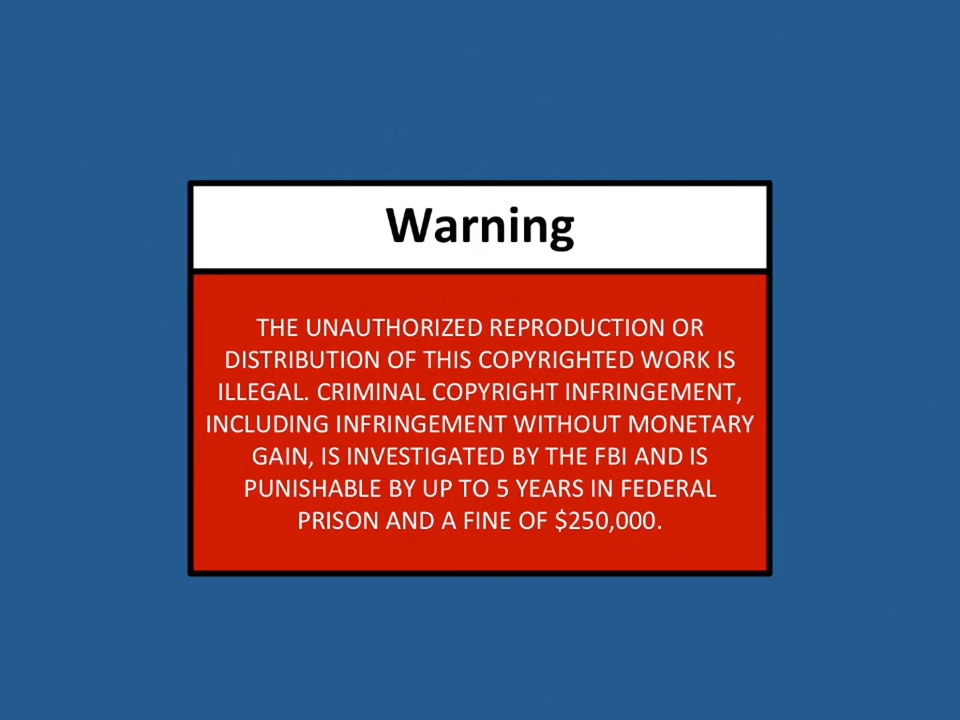 Warning
THE UNAUTHORIZED REPRODUCTION OR
DISTRIBUTION OF THIS COPYRIGHTED WORK IS
ILLEGAL. CRIMINAL COPYRIGHT INFRINGEMENT,
INCLUDING INFRINGEMENT WITHOUT MONETARY
GAIN, IS INVESTIGATED BY THE FBI AND IS
PUNISHABLE BY UP TO 5 YEARS IN FEDERAL
PRISON AND A FINE OF $250,000.